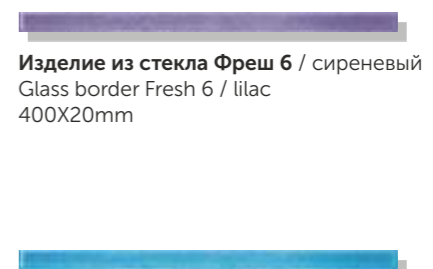 Изделие из стекла Фреш 6 / сиреневый
Glass border Fresh 6 / lilac
400X20mm